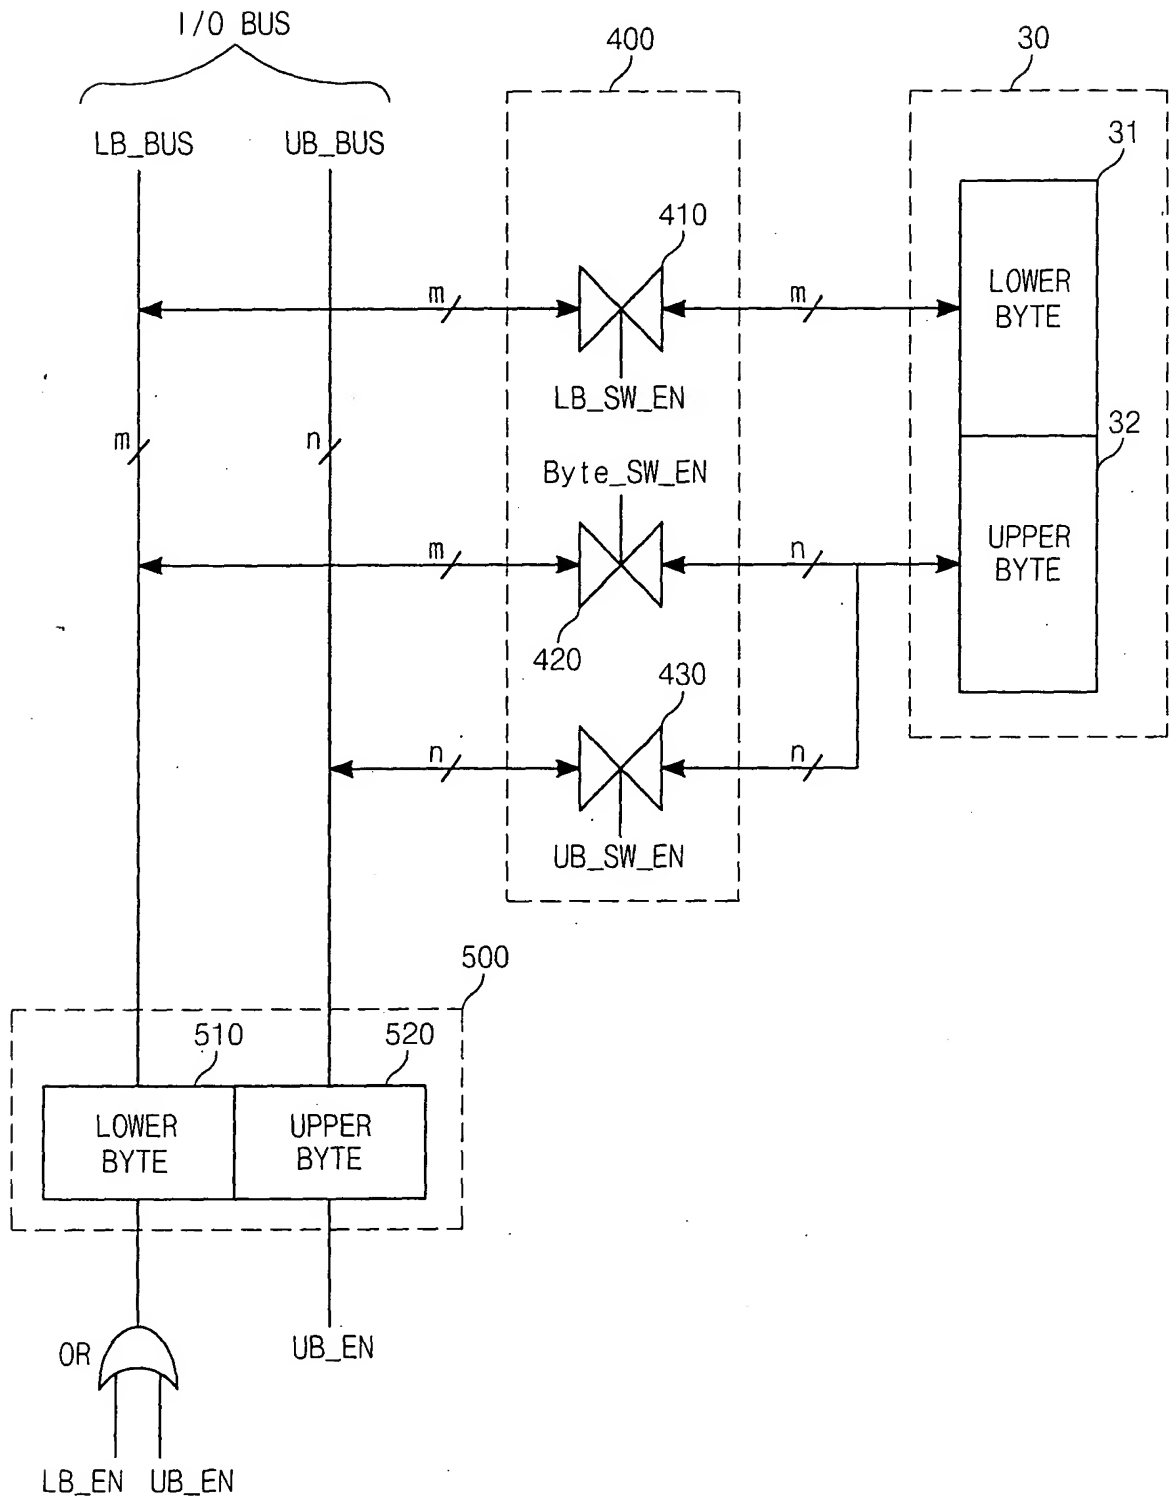 I/O BUS
400
30
LB_BUS
UB_BUS
31
410
m
m
LOWER
BYTE
LB_SW_EN
32
m
n
Byte_SW_EN
m
n
UPPER
BYTE
420
430
n
n
UB_SW_EN
500
510
520
LOWER
BYTE
UPPER
BYTE
OR
UB_EN
LB_EN
UB_EN